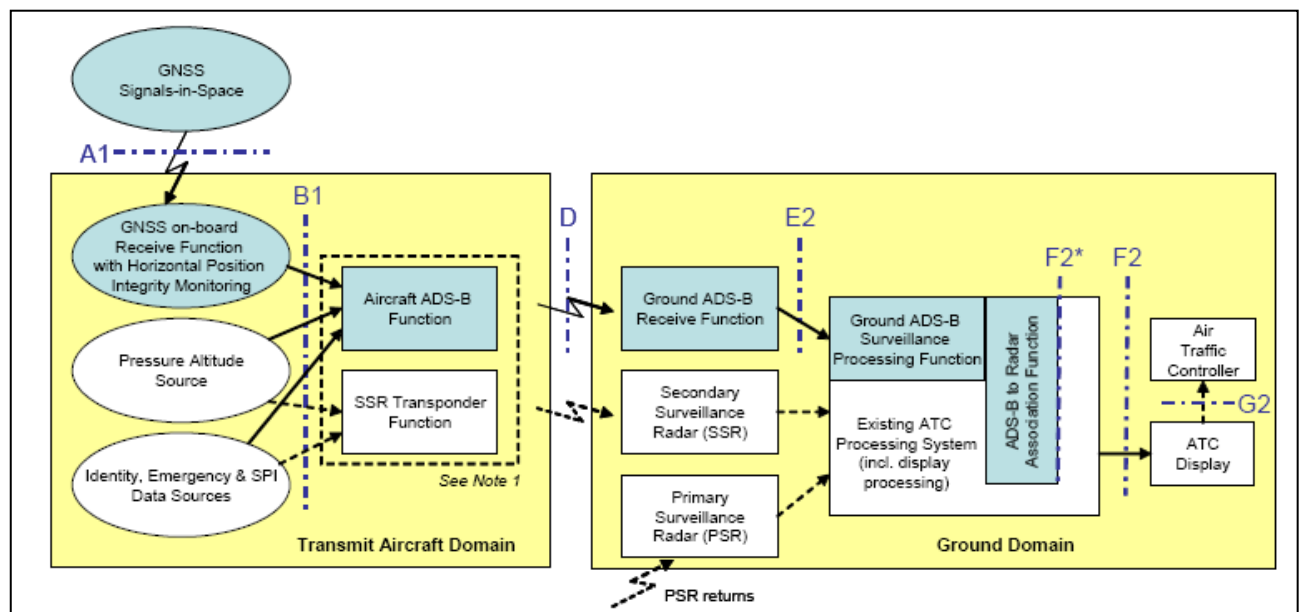 GNSS
Signals-in-Space
A1
B1
GNSS on-board
Receive Function
with Horizontal Position
Integrity Monitoring
Pressure Altitude
Source
Identity, Emergency & SPI
Data Sources
Aircraft ADS-B
Function
SSR Transponder
Function
See Note 1
Transmit Aircraft Domain
D
E2
Ground ADS-B
Receive Function
Secondary
Surveillance
Radar (SSR)
Primary
Surveillance
Radar (PSR)
PSR returns
Ground ADS-B
Surveillance
Processing Function
Existing ATC
Processing System
(incl. display
processing)
ADS-B to Radar
Association Function
F2*
F2
Air
Traffic
Controller
G2
ATC
Display
Ground Domain